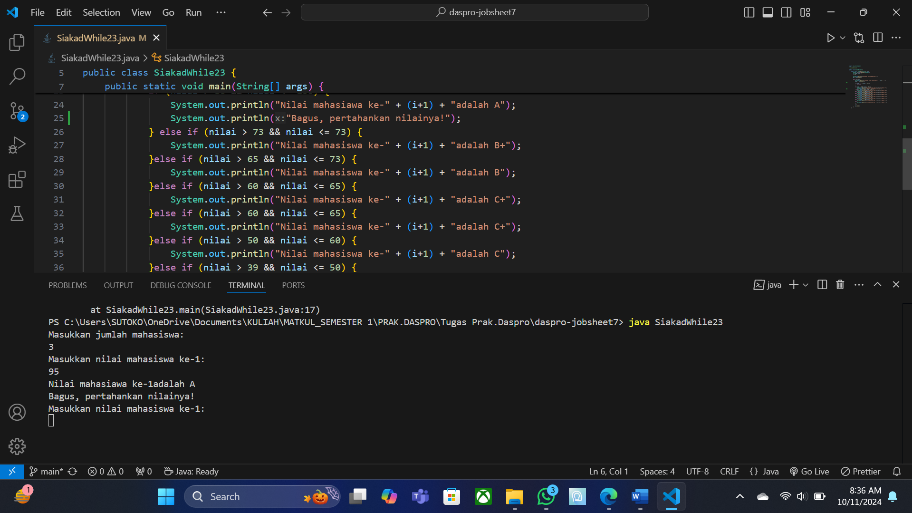 File Edit Selection View Go Run ··· daspro-jobsheet7
SiakadWhile23.java M
SiakadWhile23.java > SiakadWhile23
5 public class SiakadWhile23 {
7 public static void main(String[] args) {
24 System.out.println("Nilai mahasiawa ke-" + (i+1) + "adalah A");
25 System.out.println(x:"Bagus, pertahankan nilainya!");
26 } else if (nilai > 73 && nilai <= 73) {
27 System.out.println("Nilai mahasiawa ke-" + (i+1) + "adalah B+");
28 }else if (nilai > 65 && nilai <= 73) {
29 System.out.println("Nilai mahasiawa ke-" + (i+1) + "adalah B");
30 }else if (nilai > 60 && nilai <= 65) {
31 System.out.println("Nilai mahasiawa ke-" + (i+1) + "adalah C+");
32 }else if (nilai > 60 && nilai <= 65) {
33 System.out.println("Nilai mahasiawa ke-" + (i+1) + "adalah C+");
34 }else if (nilai > 50 && nilai <= 60) {
35 System.out.println("Nilai mahasiawa ke-" + (i+1) + "adalah C");
36 }else if (nilai > 39 && nilai <= 50) {
PROBLEMS OUTPUT DEBUG CONSOLE TERMINAL PORTS java
at SiakadWhile23.main(SiakadWhile23.java:17)
PS C:\Users\SUTOKO\OneDrive\Documents\KULIAH\MATKUL_SEMESTER 1\PRAK.DASPRO\Tugas Prak.Daspro\daspro-jobsheet7> java SiakadWhile23
Masukkan jumlah mahasiswa:
3
Masukkan nilai mahasiswa ke-1:
95
Nilai mahasiawa ke-1adalah A
Bagus, pertahankan nilainya!
Masukkan nilai mahasiswa ke-1:
2
main* 0 0 0 Java: Ready Ln 6, Col 1 Spaces: 4 UTF-8 CRLF {} Java Go Live Prettier
1 Search 3 8:36 AM
10/11/2024